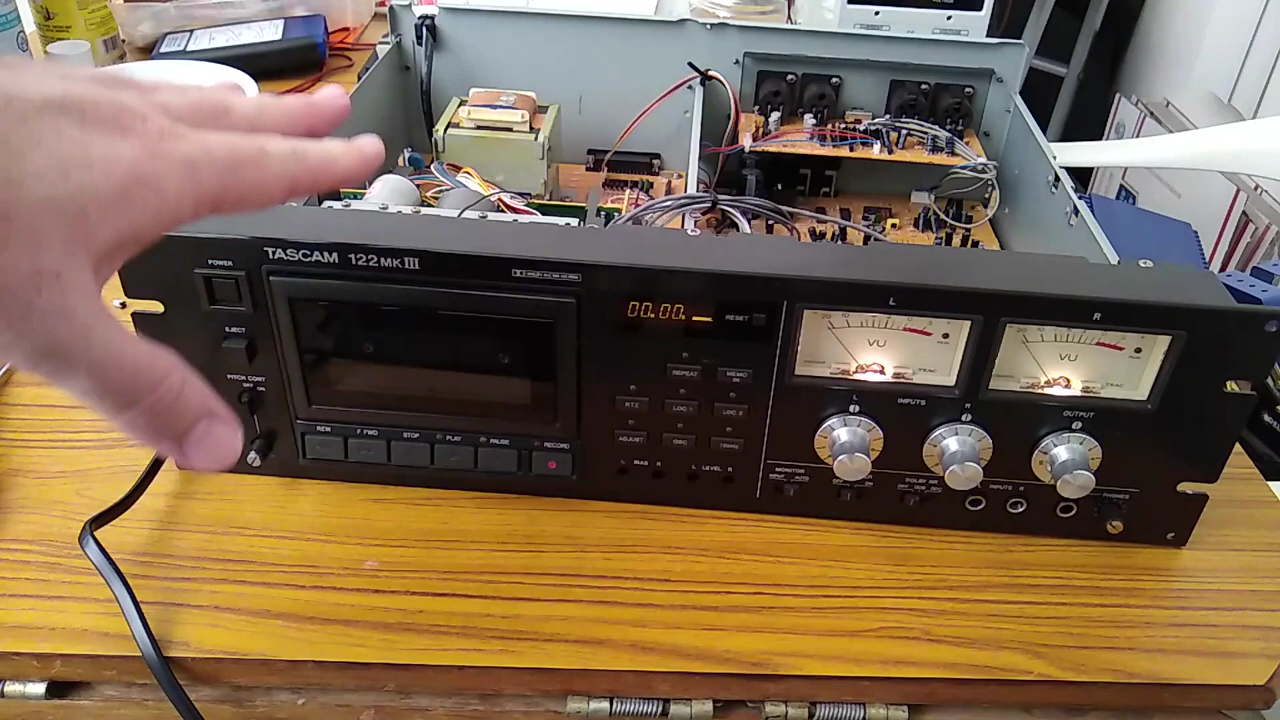 TASCAM 122MKIII
POWER
EJECT
PITCH CONT
OFF ON
REW
F FWD
STOP
PLAY
PAUSE
RECORD
00.00.
RESET
REPEAT
MEMO
IN
RTZ
LOC 1
LOC 2
ADJUST
OSC
L BIAS R
L LEVEL R
L
R
VU
TEAC
VU
TEAC
L
INPUTS
R
OUTPUT
MONITOR
INPUT AUTO
DOLBY NR
INPUTS R
PHONES